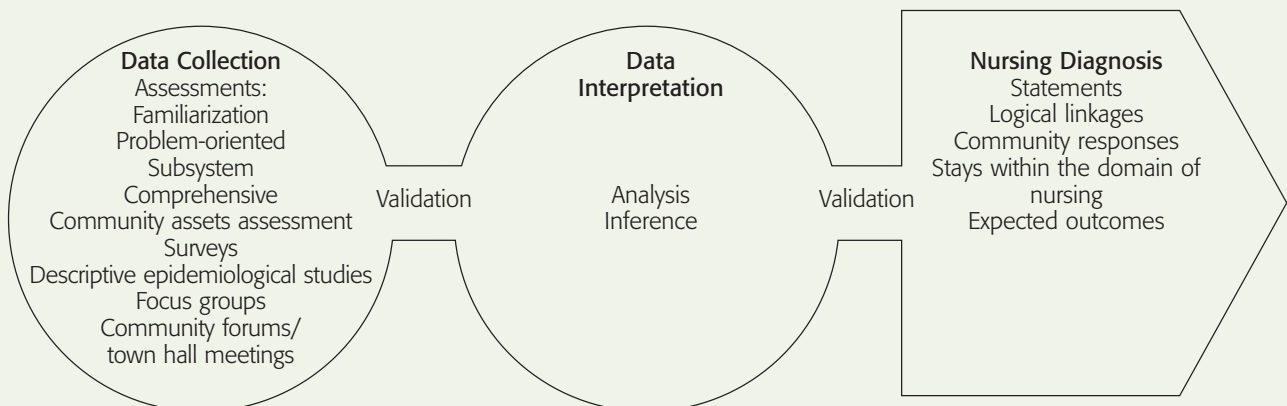 Data Collection
Assessments:
Familiarization
Problem-oriented
Subsystem
Comprehensive
Community assets assessment
Surveys
Descriptive epidemiological studies
Focus groups
Community forums/
town hall meetings
Validation
Data
Interpretation
Analysis
Inference
Validation
Nursing Diagnosis
Statements
Logical linkages
Community responses
Stays within the domain of
nursing
Expected outcomes